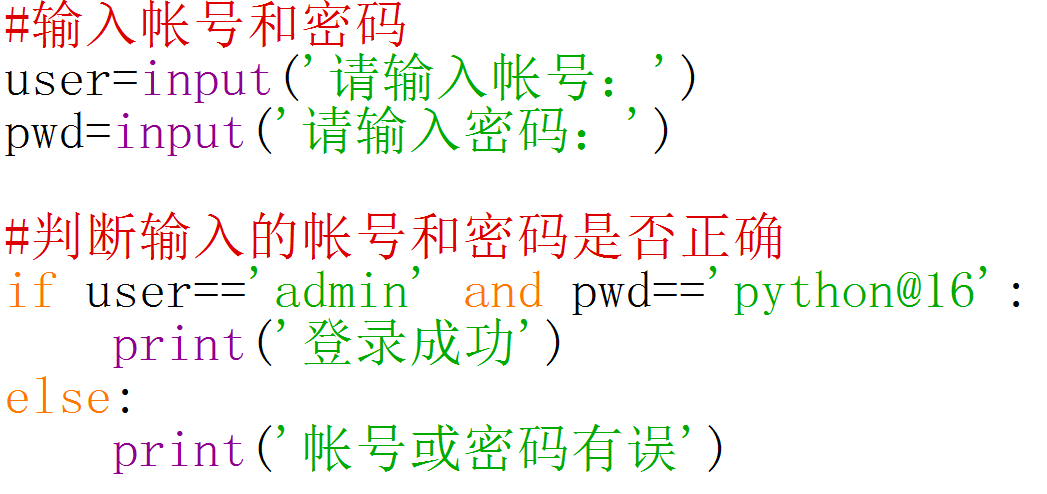 #输入帐号和密码
user=input('请输入帐号：')
pwd=input('请输入密码：')
#判断输入的帐号和密码是否正确
if user=='admin' and pwd=='python@16':
    print('登录成功')
else:
    print('帐号或密码有误')